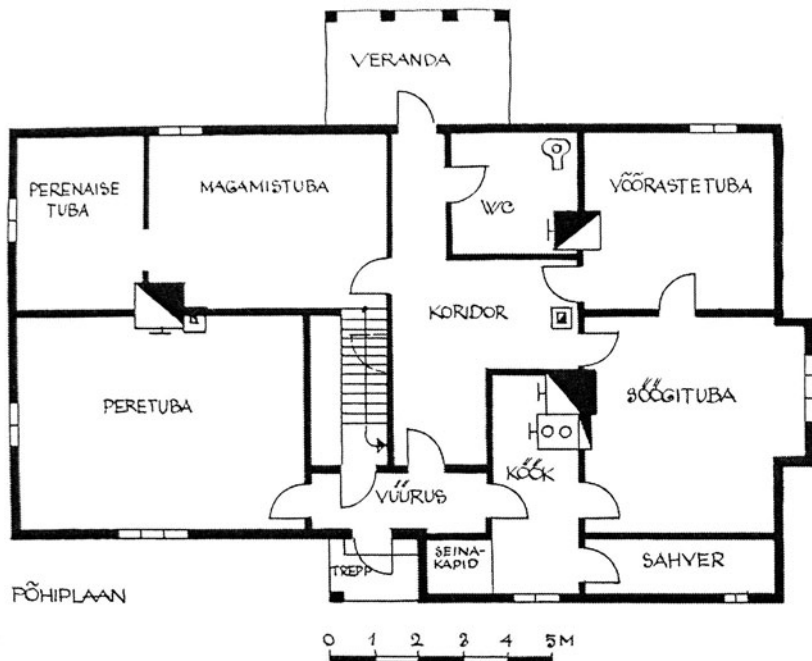 VERANDA
PERENAISE
TUBA
MAGAMISTUBA
WC
VÕÕRASTETUBA
KORIDOR
PERETUBA
SÖÖGITUBA
KÖÖK
VÜÜRUS
SEINA-
KAPID
SAHVER
TREPP
PÕHIPLAAN
0 1 2 3 4 5M